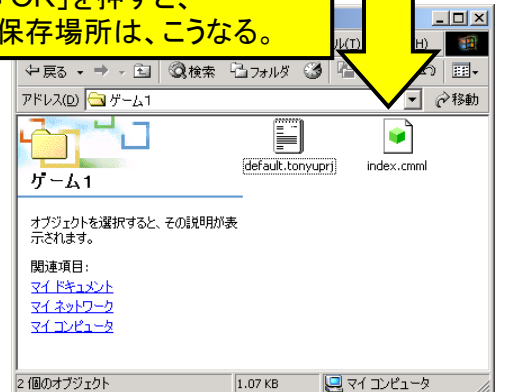 「OK」を押すと、
保存場所は、こうなる。
ル(T)
H)
戻る
検索
フォルダ
アドレス(D)
ゲーム1
移動
ゲーム1
default.tonyuprj
index.cmml
オブジェクトを選択すると、その説明が表
示されます。
関連項目:
マイ ドキュメント
マイ ネットワーク
マイ コンピュータ
2 個のオブジェクト
1.07 KB
マイ コンピュータ